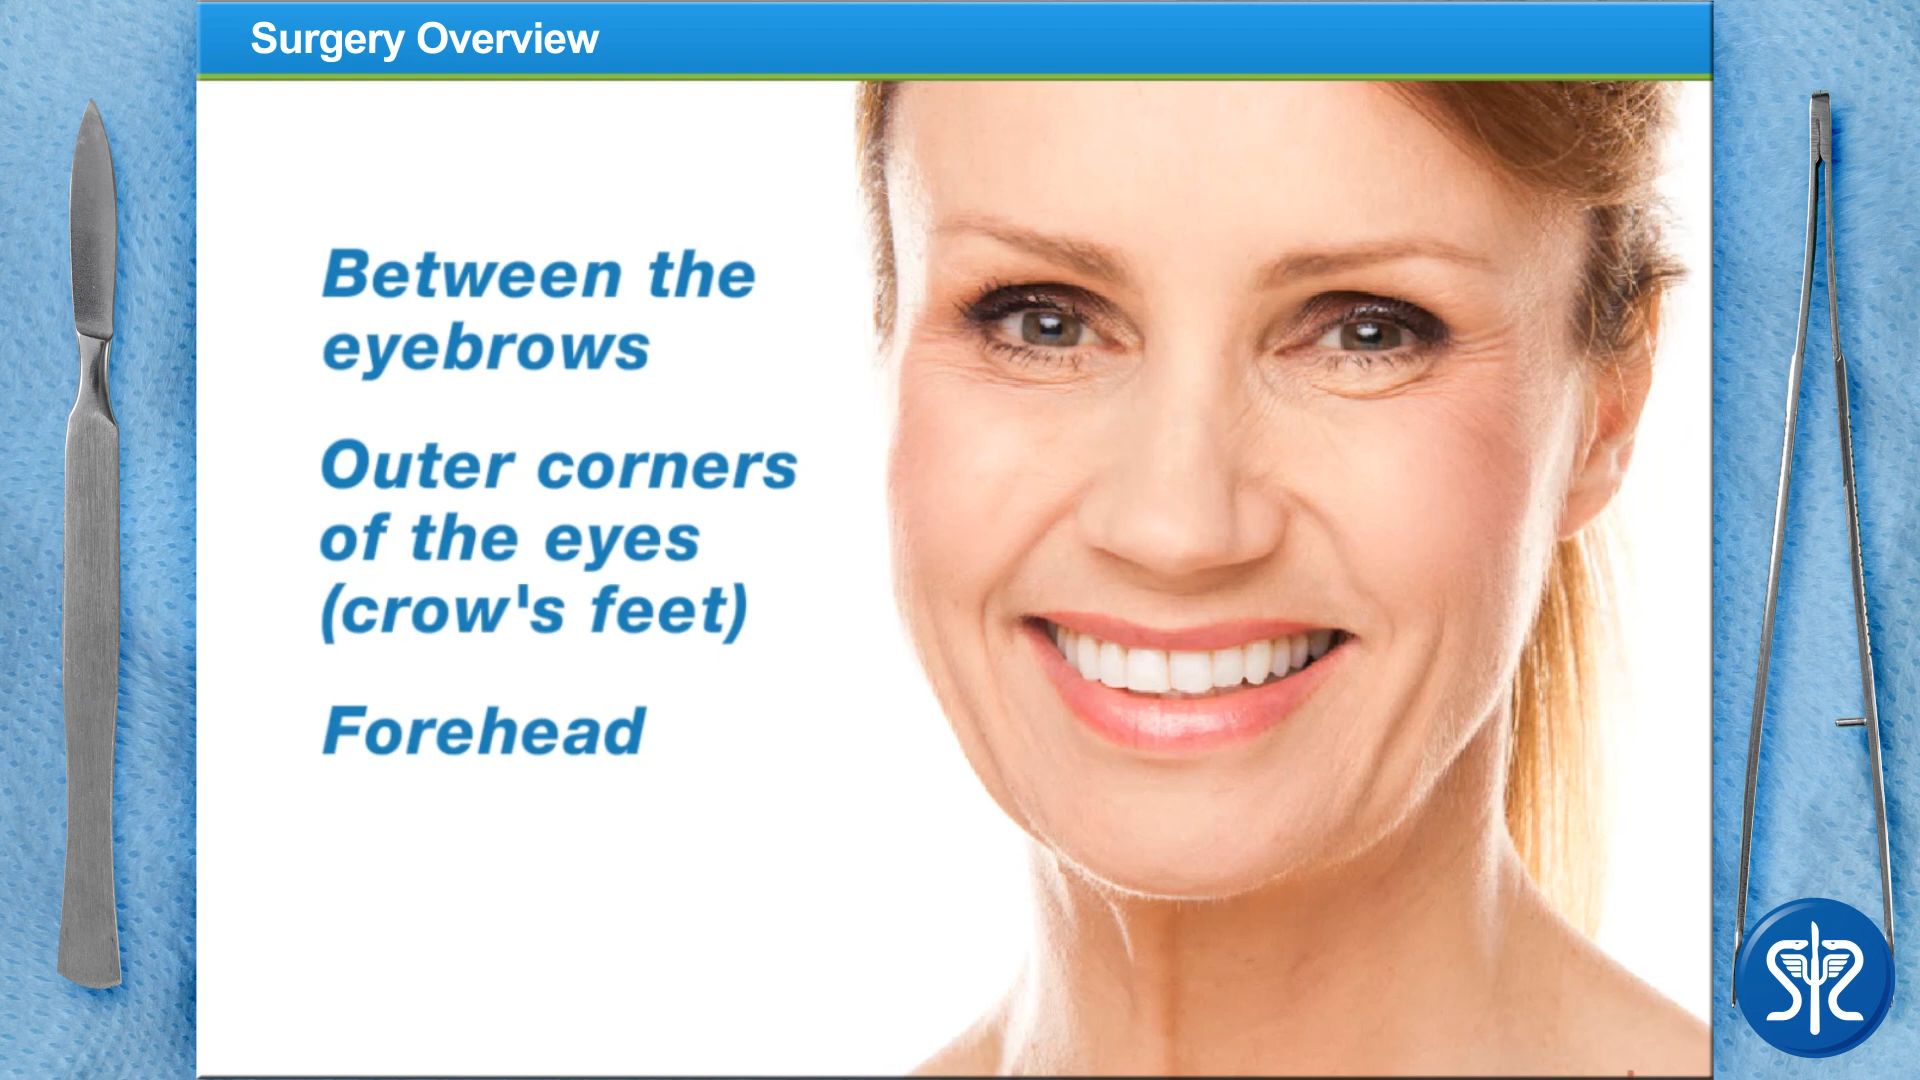 Surgery Overview
Between the
eyebrows
Outer corners
of the eyes
(crow's feet)
Forehead